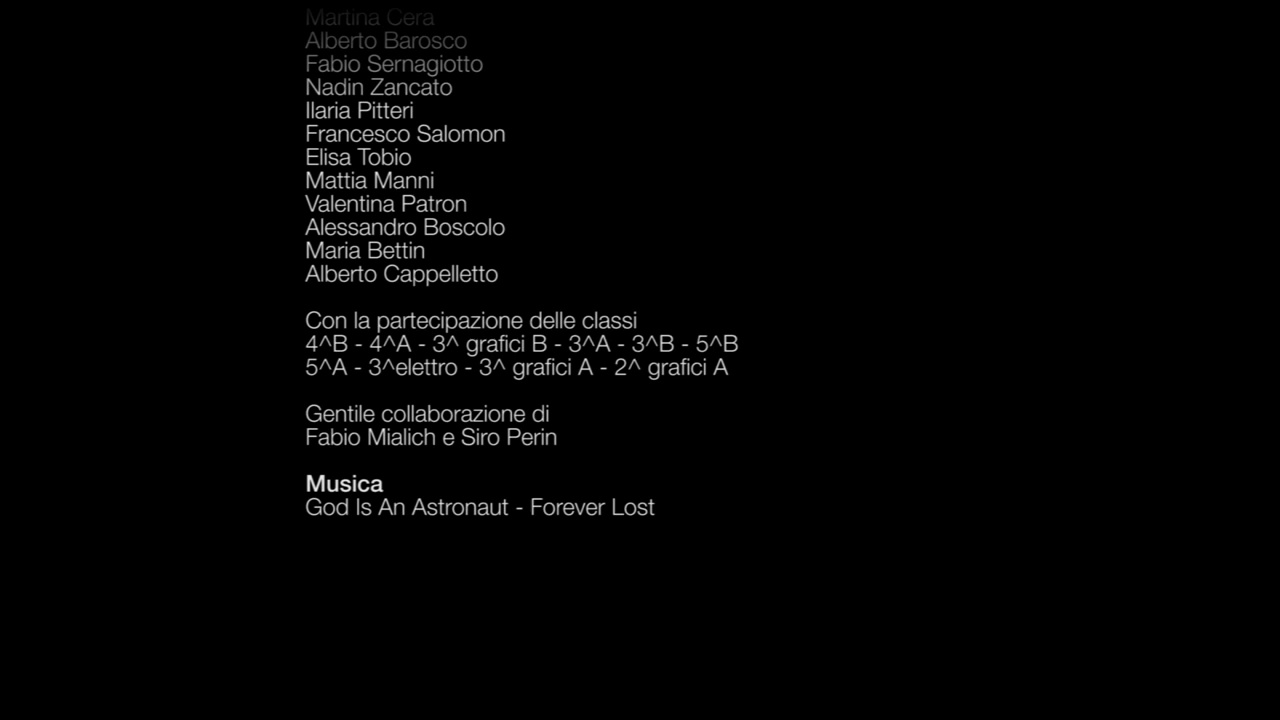 Martina Cera
Alberto Barosco
Fabio Sernagiotto
Nadin Zancato
Ilaria Pitteri
Francesco Salomon
Elisa Tobio
Mattia Manni
Valentina Patron
Alessandro Boscolo
Maria Bettin
Alberto Cappelletto
Con la partecipazione delle classi
4^B - 4^A - 3^ grafici B - 3^A - 3^B - 5^B
5^A - 3^elettro - 3^ grafici A - 2^ grafici A
Gentile collaborazione di
Fabio Mialich e Siro Perin
Musica
God Is An Astronaut - Forever Lost